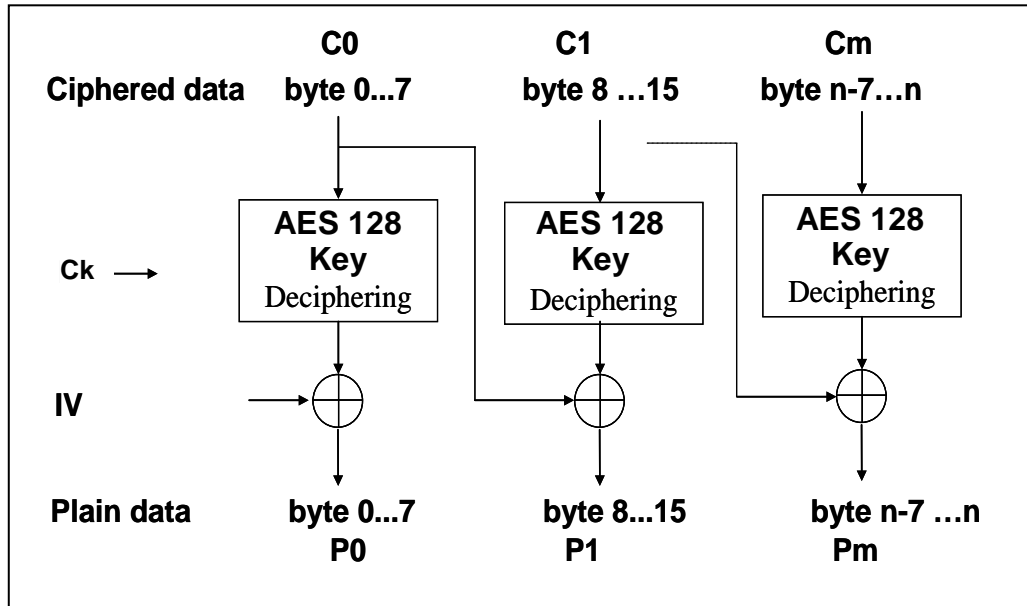 C0 C1 Cm
Ciphered data byte 0...7 byte 8 ...15 byte n-7...n
AES 128 AES 128 AES 128
Key Key Key
Ck
Deciphering Deciphering Deciphering
IV
Plain data byte 0...7 byte 8...15 byte n-7 ...n
P0 P1 Pm